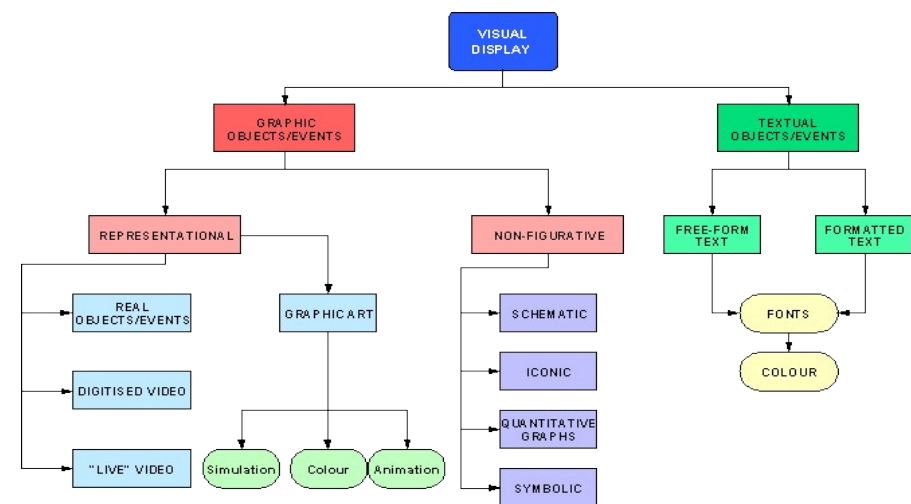 VISUAL
DISPLAY
GRAPHIC
OBJECTS/EVENTS
TEXTUAL
OBJECTS/EVENTS
REPRESENTATIONAL
NON-FIGURATIVE
FREE-FORM
TEXT
FORMATTED
TEXT
REAL
OBJECTS/EVENTS
GRAPHIC ART
SCHEMATIC
FONTS
DIGITISED VIDEO
ICONIC
COLOUR
QUANTITATIVE
GRAPHS
"LIVE" VIDEO
Simulation
Colour
Animation
SYMBOLIC